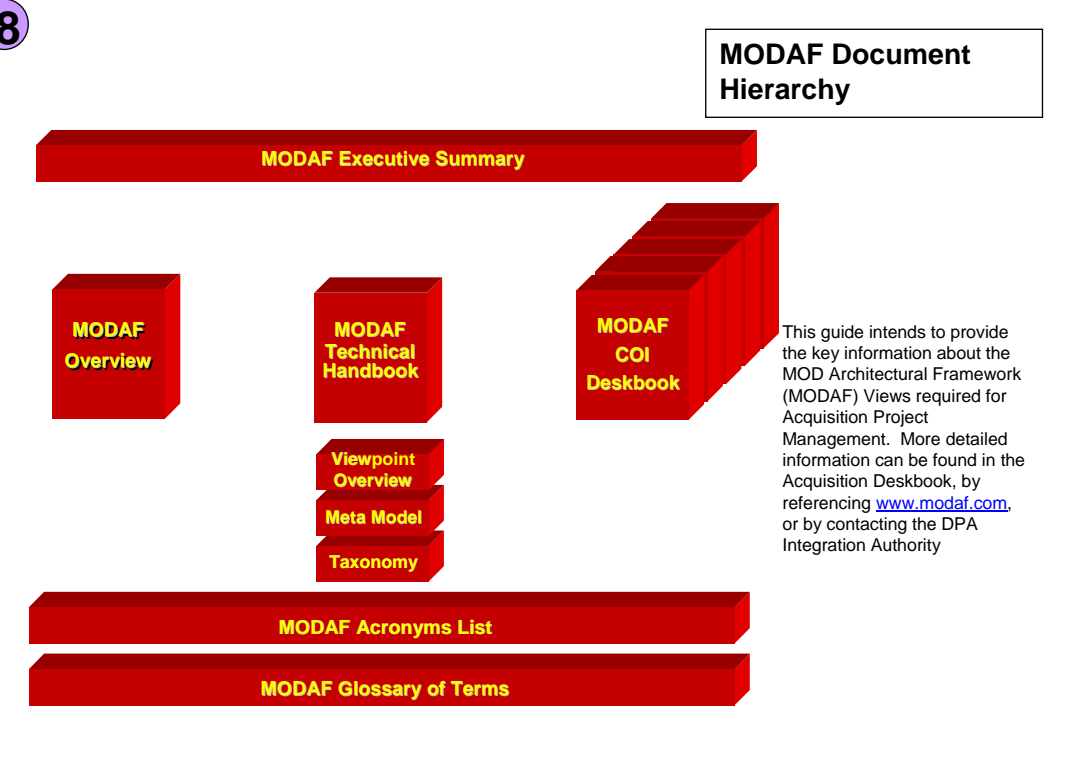 8
MODAF Document
Hierarchy
MODAF Executive Summary
MODAF
Overview
MODAF
Technical
Handbook
MODAF
COI
Deskbook
This guide intends to provide
the key information about the
MOD Architectural Framework
(MODAF) Views required for
Acquisition Project
Management.  More detailed
information can be found in the
Acquisition Deskbook, by
referencing www.modaf.com,
or by contacting the DPA
Integration Authority
Viewpoint
Overview
Meta Model
Taxonomy
MODAF Acronyms List
MODAF Glossary of Terms